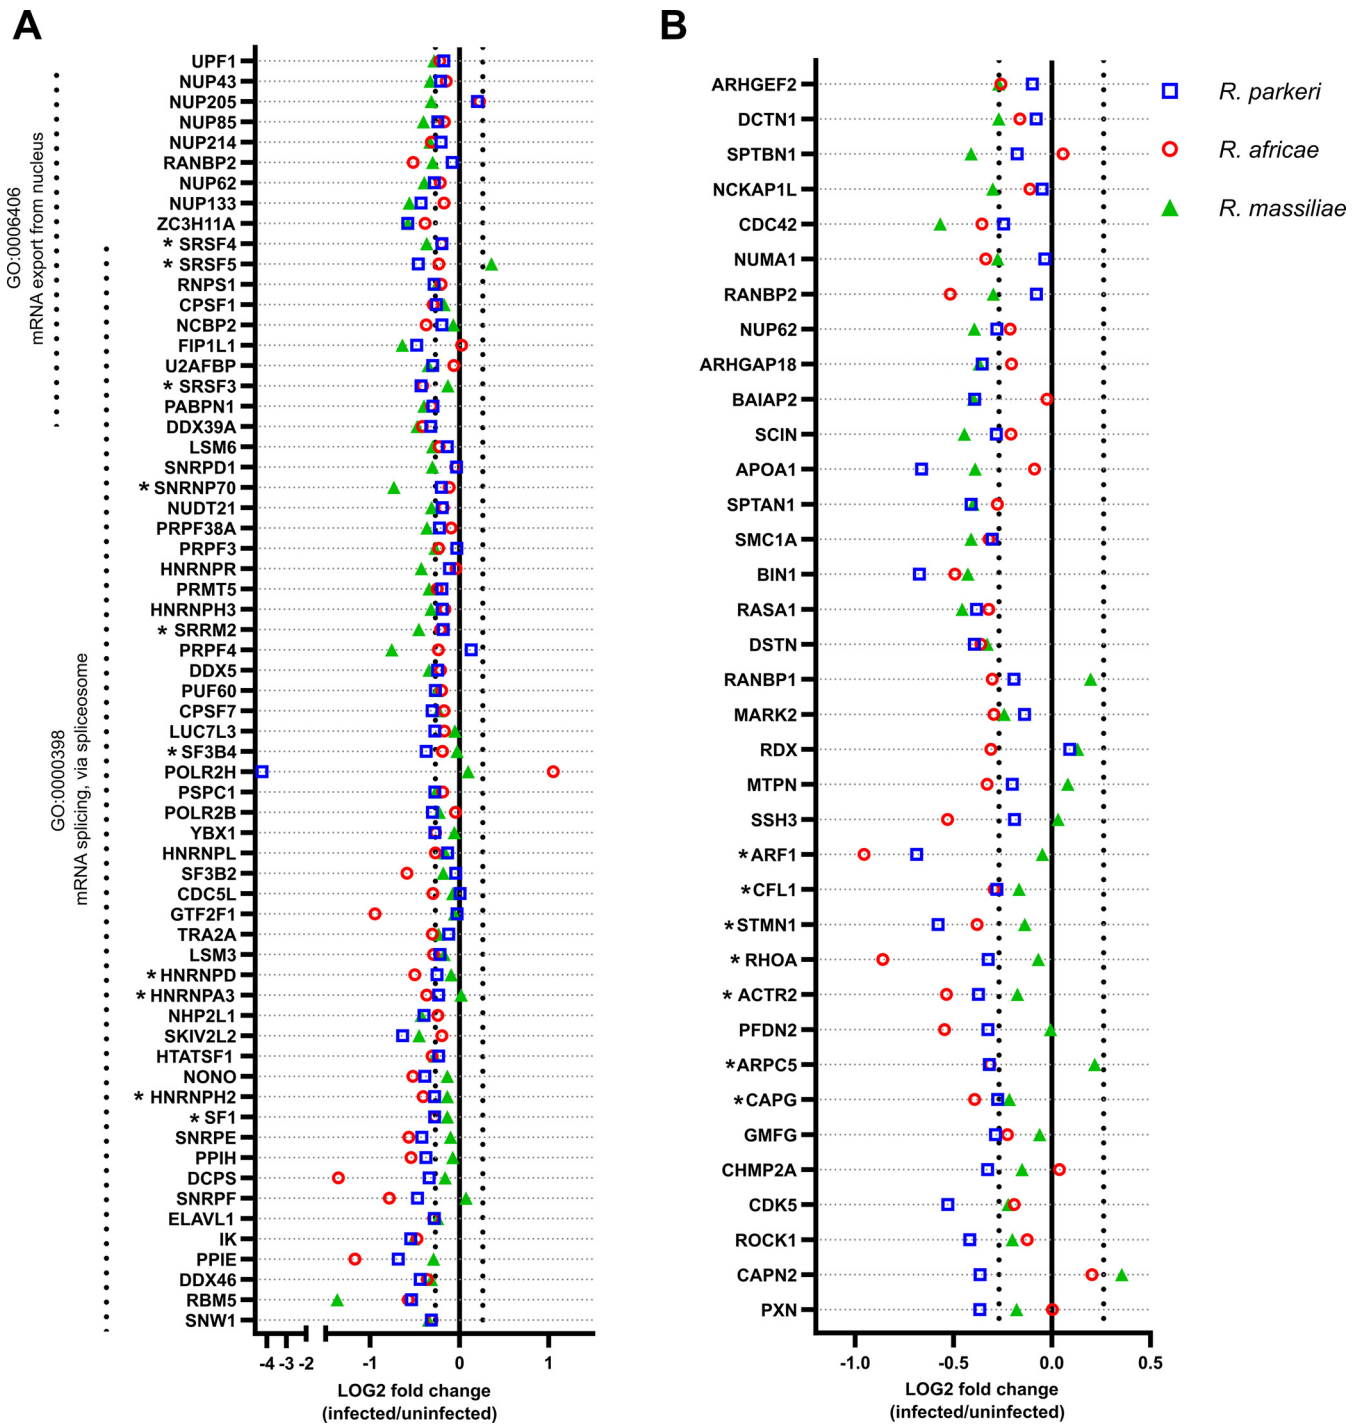 A
GO:0006406
mRNA export from nucleus
GO:0000398
mRNA splicing, via spliceosome
UPF1
NUP43
NUP205
NUP85
NUP214
RANBP2
NUP62
NUP133
ZC3H11A
* SRSF4
* SRSF5
RNPS1
CPSF1
NCBP2
FIP1L1
U2AFBP
* SRSF3
PABPN1
DDX39A
LSM6
SNRPD1
* SNRNP70
NUDT21
PRPF38A
PRPF3
HNRNPR
PRMT5
HNRNPH3
* SRRM2
PRPF4
DDX5
PUF60
CPSF7
LUC7L3
* SF3B4
POLR2H
PSPC1
POLR2B
YBX1
HNRNPL
SF3B2
CDC5L
GTF2F1
TRA2A
LSM3
* HNRNPD
* HNRNPA3
NHP2L1
SKIV2L2
HTATSF1
NONO
* HNRNPH2
* SF1
SNRPE
PPIH
DCPS
SNRPF
ELAVL1
IK
PPIE
DDX46
RBM5
SNW1
-4 -3 -2 -1 0 1
LOG2 fold change
(infected/uninfected)
B
ARHGEF2
DCTN1
SPTBN1
NCKAP1L
CDC42
NUMA1
RANBP2
NUP62
ARHGAP18
BAIAP2
SCIN
APOA1
SPTAN1
SMC1A
BIN1
RASA1
DSTN
RANBP1
MARK2
RDX
MTPN
SSH3
*ARF1
*CFL1
*STMN1
*RHOA
*ACTR2
PFDN2
*ARPC5
*CAPG
GMFG
CHMP2A
CDK5
ROCK1
CAPN2
PXN
-1.0 -0.5 0.0 0.5
LOG2 fold change
(infected/uninfected)
R. parkeri
R. africae
R. massiliae